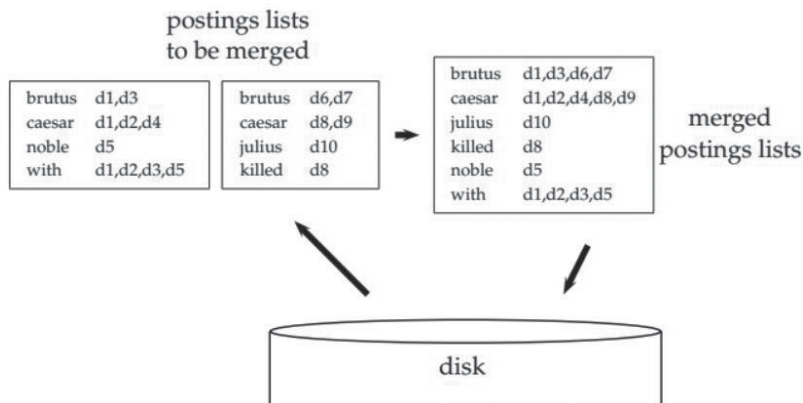 postings lists
to be merged
brutus d1,d3
caesar d1,d2,d4
noble d5
with d1,d2,d3,d5
brutus d6,d7
caesar d8,d9
julius d10
killed d8
brutus d1,d3,d6,d7
caesar d1,d2,d4,d8,d9
julius d10
killed d8
noble d5
with d1,d2,d3,d5
merged
postings lists
disk